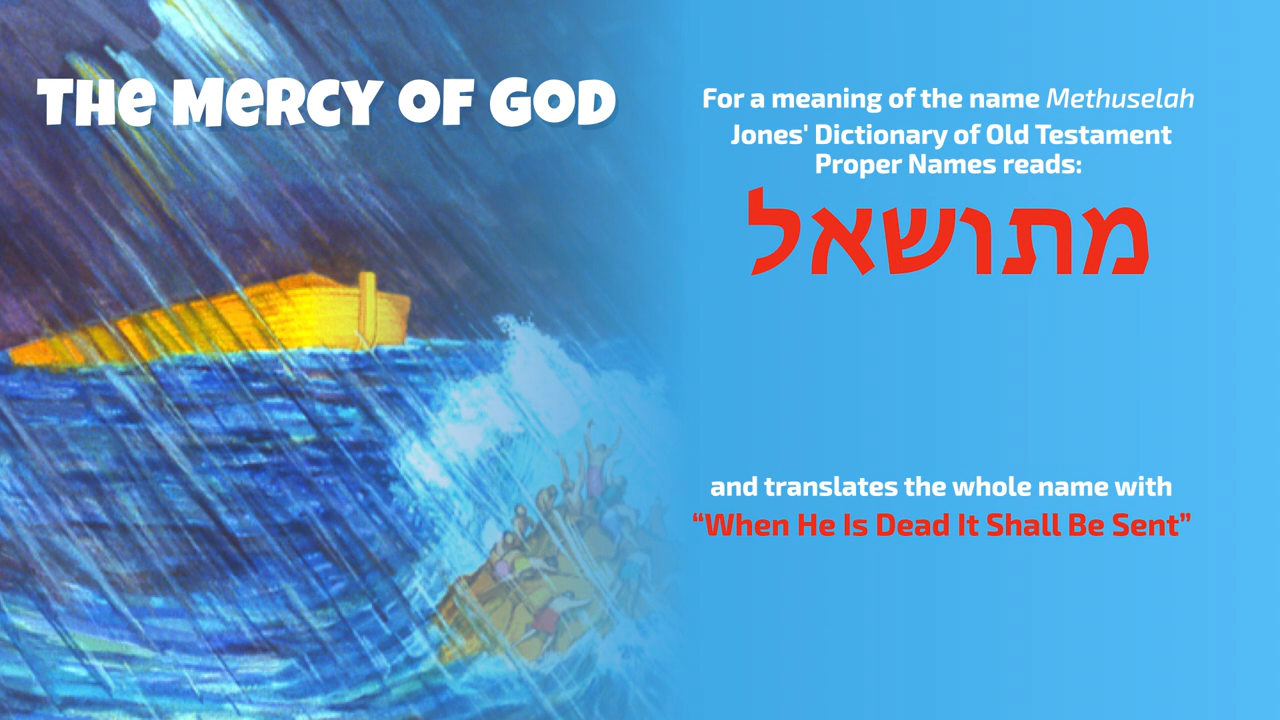 THE MERCY OF GOD
For a meaning of the name Methuselah
Jones' Dictionary of Old Testament
Proper Names reads:
מתושאל
and translates the whole name with
“When He Is Dead It Shall Be Sent”